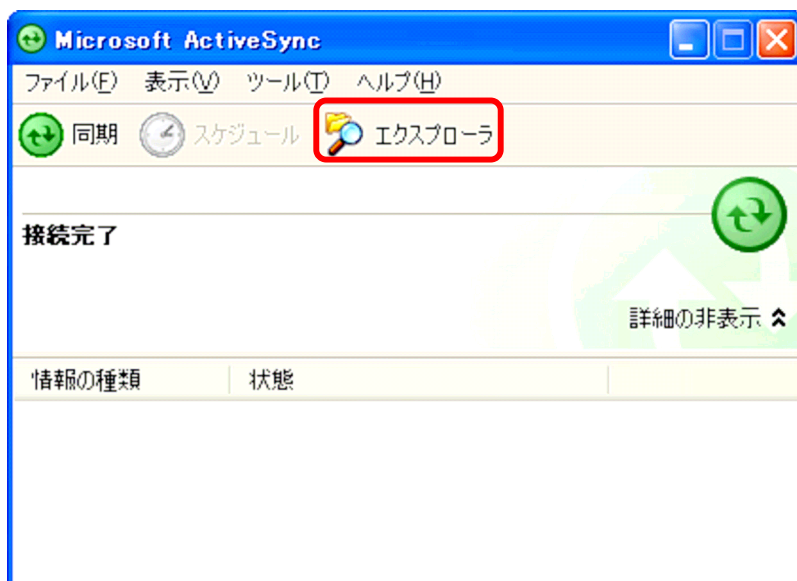 Microsoft ActiveSync
ファイル(F) 表示(V) ツール(T) ヘルプ(H)
同期 スケジュール エクスプローラ
接続完了
詳細の非表示
情報の種類 状態